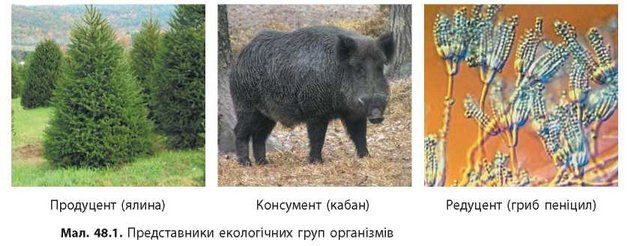 Продуцент (ялина)
Консумент (кабан)
Редуцент (гриб пеніцил)
Мал. 48.1. Представники екологічних груп організмів